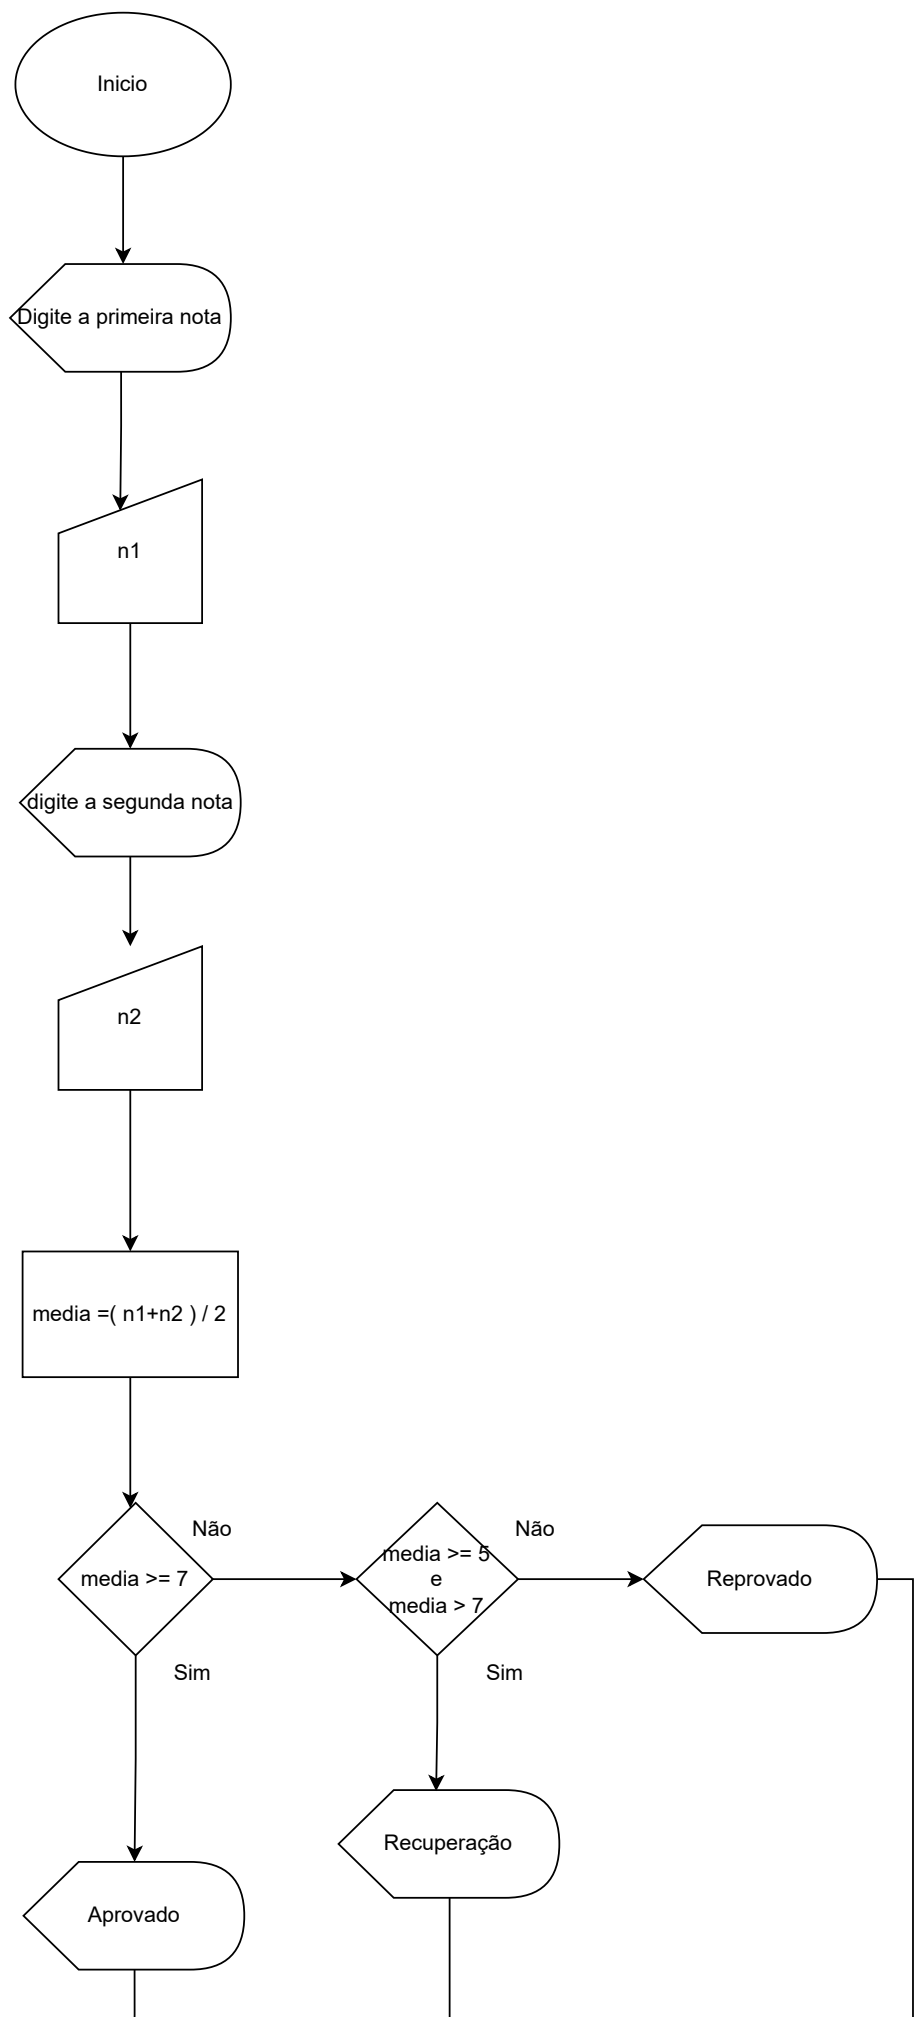 Inicio
Digite a primeira nota
n1
digite a segunda nota
n2
media =( n1+n2 ) / 2
media >= 7
Não
Sim
media >= 5
e
media > 7
Não
Sim
Reprovado
Recuperação
Aprovado